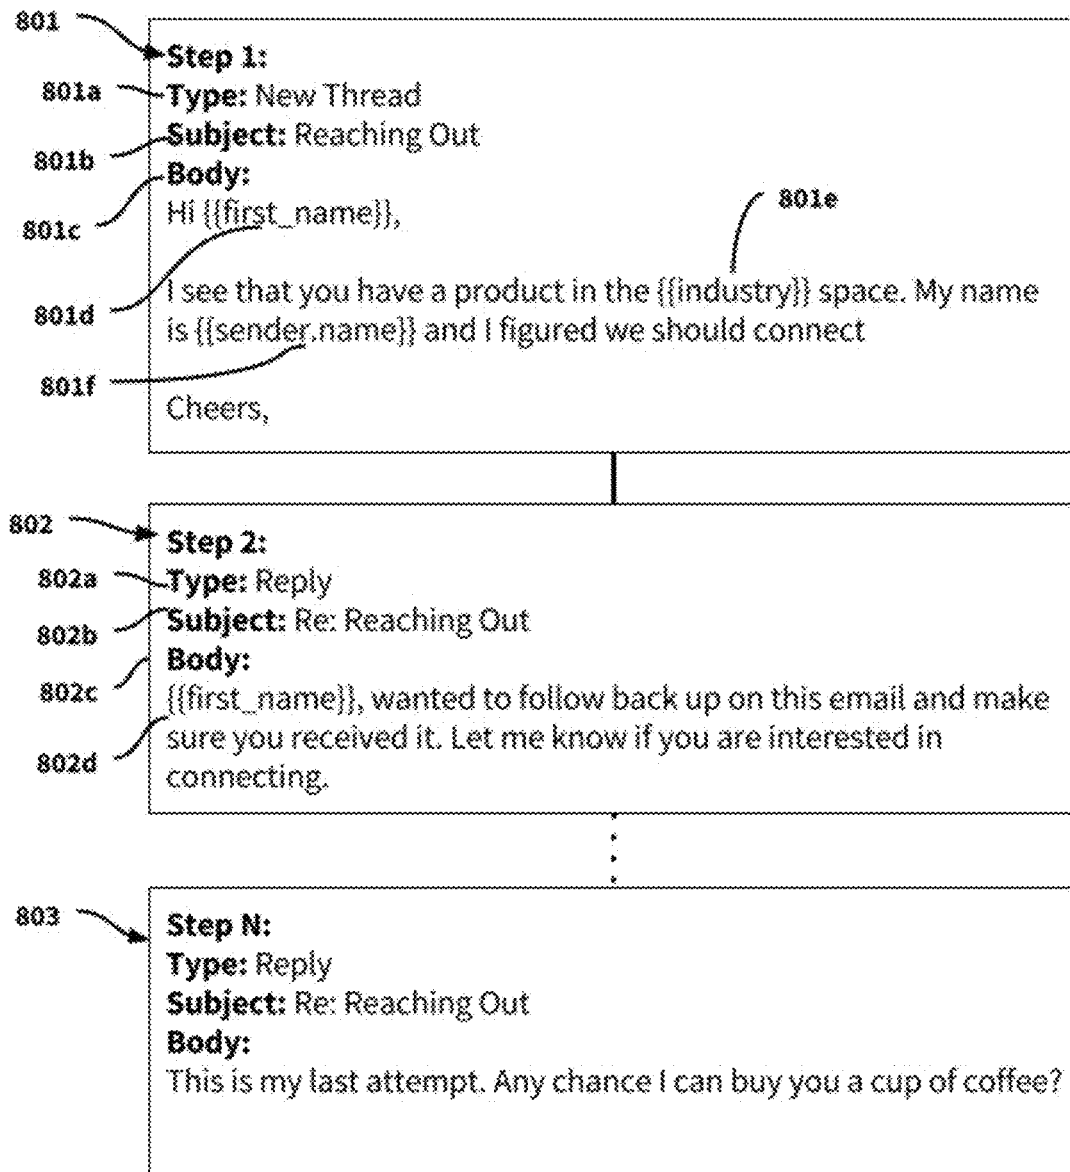 801
Step 1:
801a
Type: New Thread
801b
Subject: Reaching Out
801c
Body:
Hi {{first_name}},
801e
801d
I see that you have a product in the {{industry}} space. My name
is {{sender.name}} and I figured we should connect
801f
Cheers,
802
Step 2:
802a
Type: Reply
802b
Subject: Re: Reaching Out
802c
Body:
{{first_name}}, wanted to follow back up on this email and make
sure you received it. Let me know if you are interested in
802d
connecting.
803
Step N:
Type: Reply
Subject: Re: Reaching Out
Body:
This is my last attempt. Any chance I can buy you a cup of coffee?